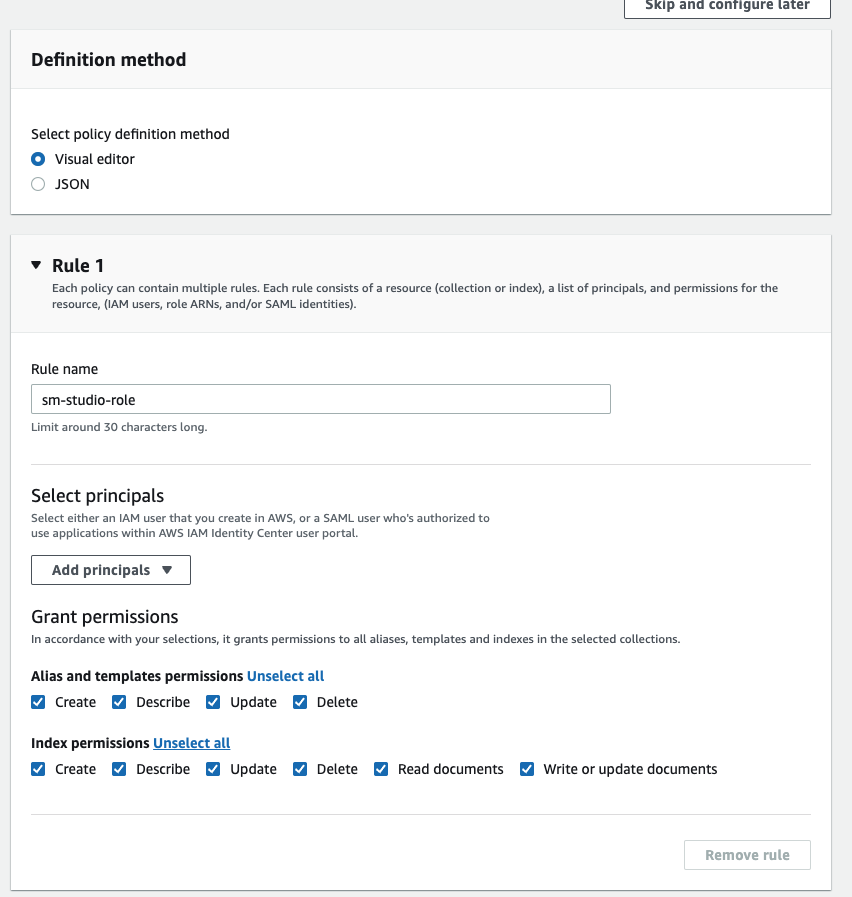 Skip and configure later
Definition method
Select policy definition method
Visual editor
JSON
Rule 1
Each policy can contain multiple rules. Each rule consists of a resource (collection or index), a list of principals, and permissions for the
resource, (IAM users, role ARNs, and/or SAML identities).
Rule name
sm-studio-role
Limit around 30 characters long.
Select principals
Select either an IAM user that you create in AWS, or a SAML user who's authorized to
use applications within AWS IAM Identity Center user portal.
Add principals
Grant permissions
In accordance with your selections, it grants permissions to all aliases, templates and indexes in the selected collections.
Alias and templates permissions Unselect all
Create Describe Update Delete
Index permissions Unselect all
Create Describe Update Delete Read documents Write or update documents
Remove rule